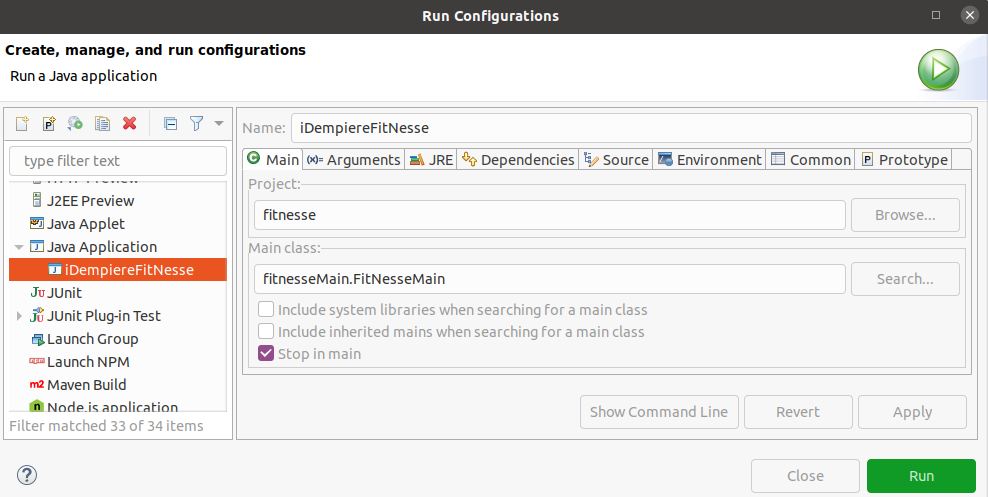 Run Configurations
Create, manage, and run configurations
Run a Java application
type filter text
J2EE Preview
Java Applet
Java Application
iDempiereFitNesse
JUnit
JUnit Plug-in Test
Launch Group
Launch NPM
m2 Maven Build
Node.js application
Filter matched 33 of 34 items
Name: iDempiereFitNesse
Main (x)= Arguments JRE Dependencies Source Environment Common Prototype
Project:
fitnesse Browse...
Main class:
fitnesseMain.FitNesseMain Search...
Include system libraries when searching for a main class
Include inherited mains when searching for a main class
Stop in main
Show Command Line Revert Apply
? Close Run